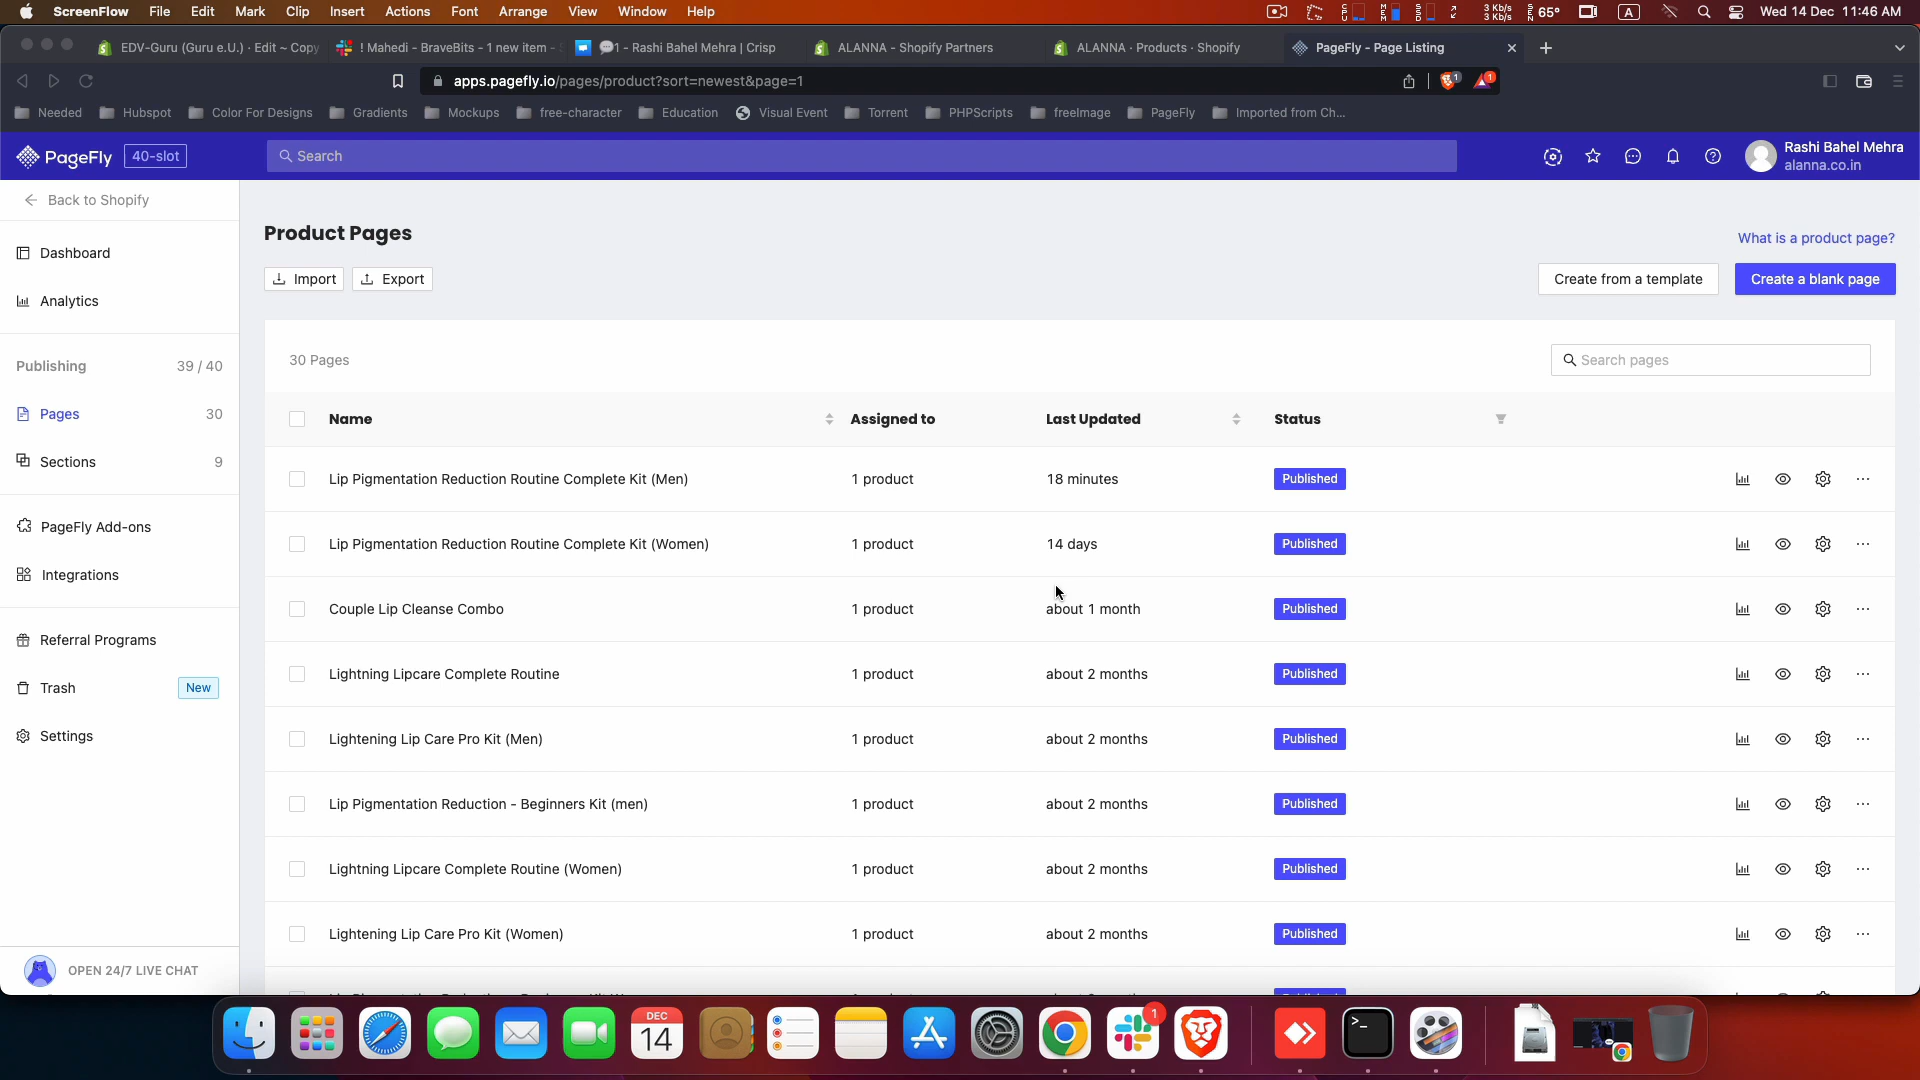 ScreenFlow File Edit Mark Clip Insert Actions Font Arrange View Window Help 3 Kb/s 3 Kb/s 65° A Wed 14 Dec 11:46 AM
EDV-Guru (Guru e.U.) · Edit ~ Copy ! Mahedi - BraveBits - 1 new item - 1 - Rashi Bahel Mehra | Crisp ALANNA - Shopify Partners ALANNA · Products · Shopify PageFly - Page Listing
apps.pagefly.io/pages/product?sort=newest&page=1 1 1
Needed Hubspot Color For Designs Gradients Mockups free-character Education Visual Event Torrent PHPScripts freeImage PageFly Imported from Ch...
PageFly 40-slot Search Rashi Bahel Mehra
alanna.co.in
Back to Shopify
Dashboard
Analytics
Publishing 39 / 40
Pages 30
Sections 9
PageFly Add-ons
Integrations
Referral Programs
Trash New
Settings
OPEN 24/7 LIVE CHAT
Product Pages
What is a product page?
Import Export Create from a template Create a blank page
30 Pages Search pages
Name Assigned to Last Updated Status
Lip Pigmentation Reduction Routine Complete Kit (Men) 1 product 18 minutes Published
Lip Pigmentation Reduction Routine Complete Kit (Women) 1 product 14 days Published
Couple Lip Cleanse Combo 1 product about 1 month Published
Lightning Lipcare Complete Routine 1 product about 2 months Published
Lightening Lip Care Pro Kit (Men) 1 product about 2 months Published
Lip Pigmentation Reduction - Beginners Kit (men) 1 product about 2 months Published
Lightning Lipcare Complete Routine (Women) 1 product about 2 months Published
Lightening Lip Care Pro Kit (Women) 1 product about 2 months Published
DEC
14
1